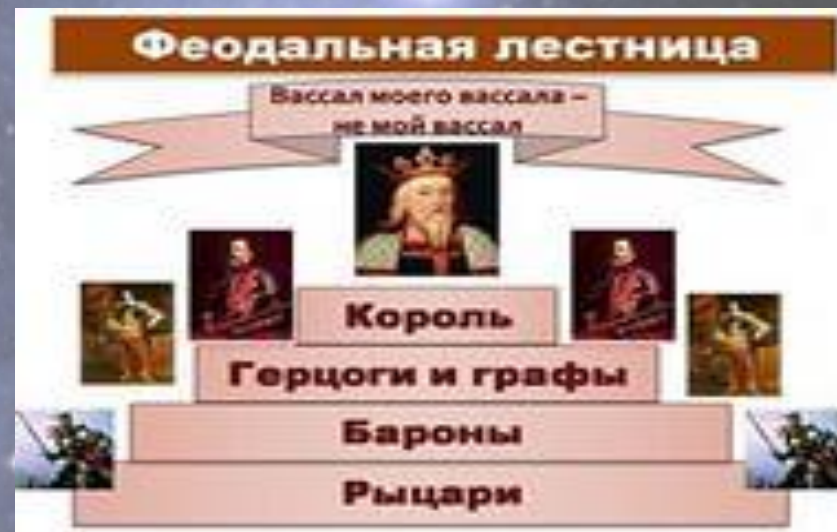 Феодальная лестница
Вассал моего вассала –
не мой вассал
Король
Герцоги и графы
Бароны
Рыцари